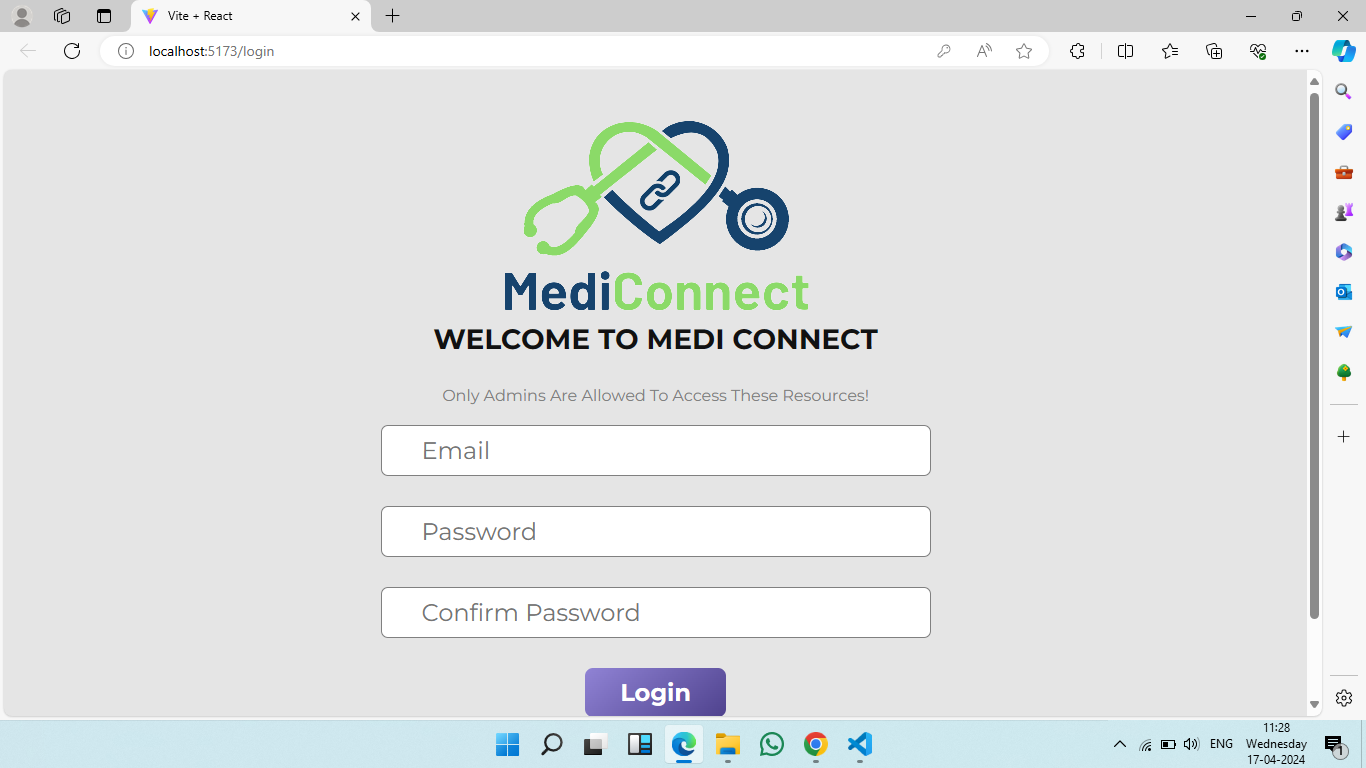 Vite + React
localhost:5173/login
MediConnect
WELCOME TO MEDI CONNECT
Only Admins Are Allowed To Access These Resources!
Email
Password
Confirm Password
Login
11:28
ENG Wednesday
17-04-2024
1